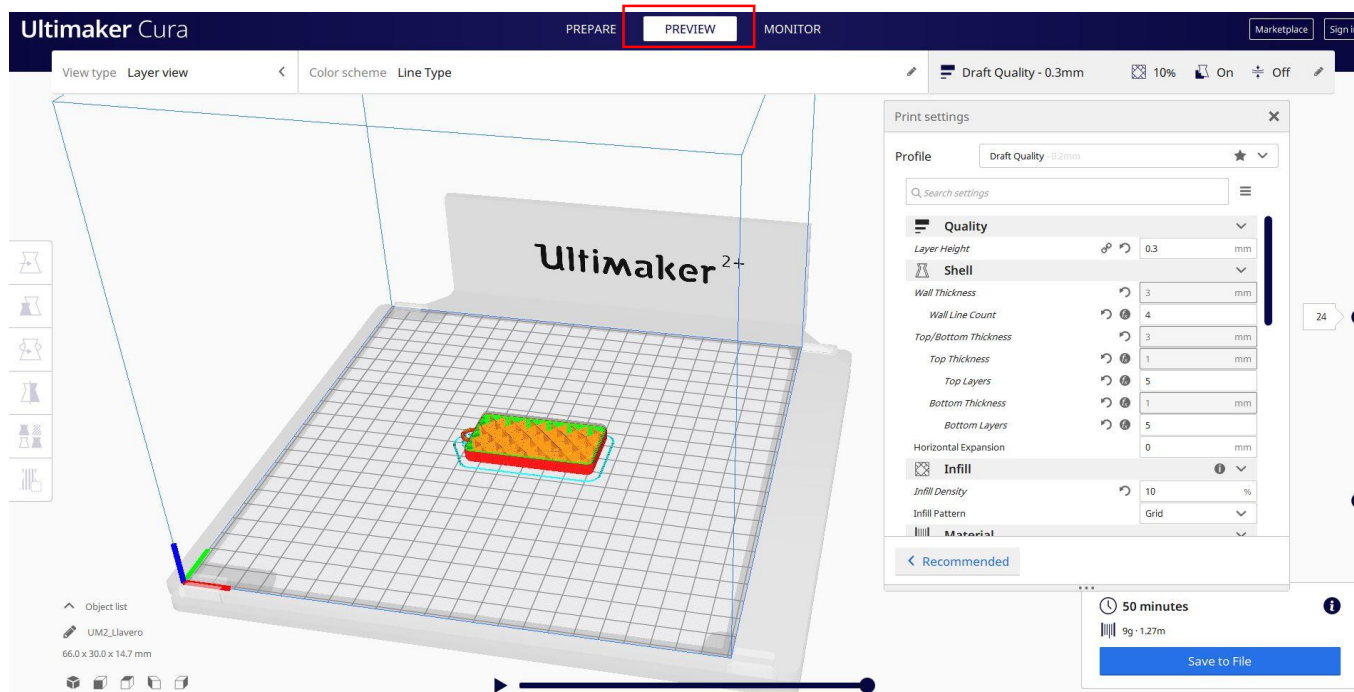 Ultimaker Cura
PREPARE PREVIEW MONITOR
Marketplace
View type Layer view
Color scheme Line Type
Draft Quality - 0.3mm 10% On Off
Print settings
Profile Draft Quality - 0.2mm
Search settings
Quality
Layer Height 0.3 mm
Shell
Wall Thickness 3 mm
Wall Line Count 4
Top/Bottom Thickness 3 mm
Top Thickness 1 mm
Top Layers 5
Bottom Thickness 1 mm
Bottom Layers 5
Horizontal Expansion 0 mm
Infill
Infill Density 10 %
Infill Pattern Grid
Material
Recommended
24
Ultimaker 2+
Object list
UM2_Llavero
66.0 x 30.0 x 14.7 mm
50 minutes
9g · 1.27m
Save to File